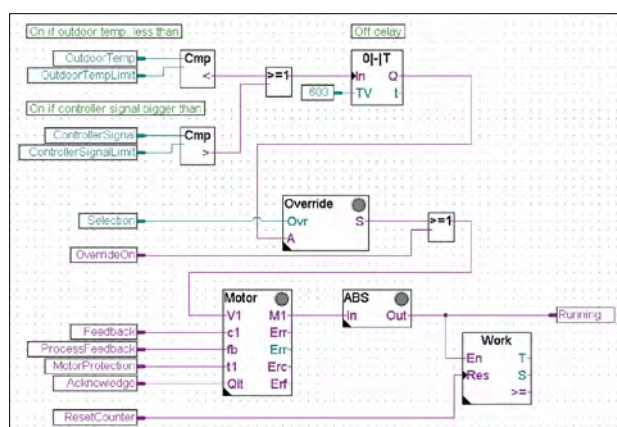 On if outdoor temp. less than
Off delay
OutdoorTemp
OutdoorTempLimit
Cmp
<
>=1
0|-|T
In Q
TV t
600
On if controller signal bigger than
ControllerSignal
ControllerSignalLimit
Cmp
>
Override
Ovr S
A
Selection
OverrideOn
>=1
Motor
V1 M1
c1 Err
fb Err
t1 Erc
Qit Erf
ABS
In Out
Running
Feedback
ProcessFeedback
MotorProtection
Acknowledge
Work
En T
Res S
>=
ResetCounter